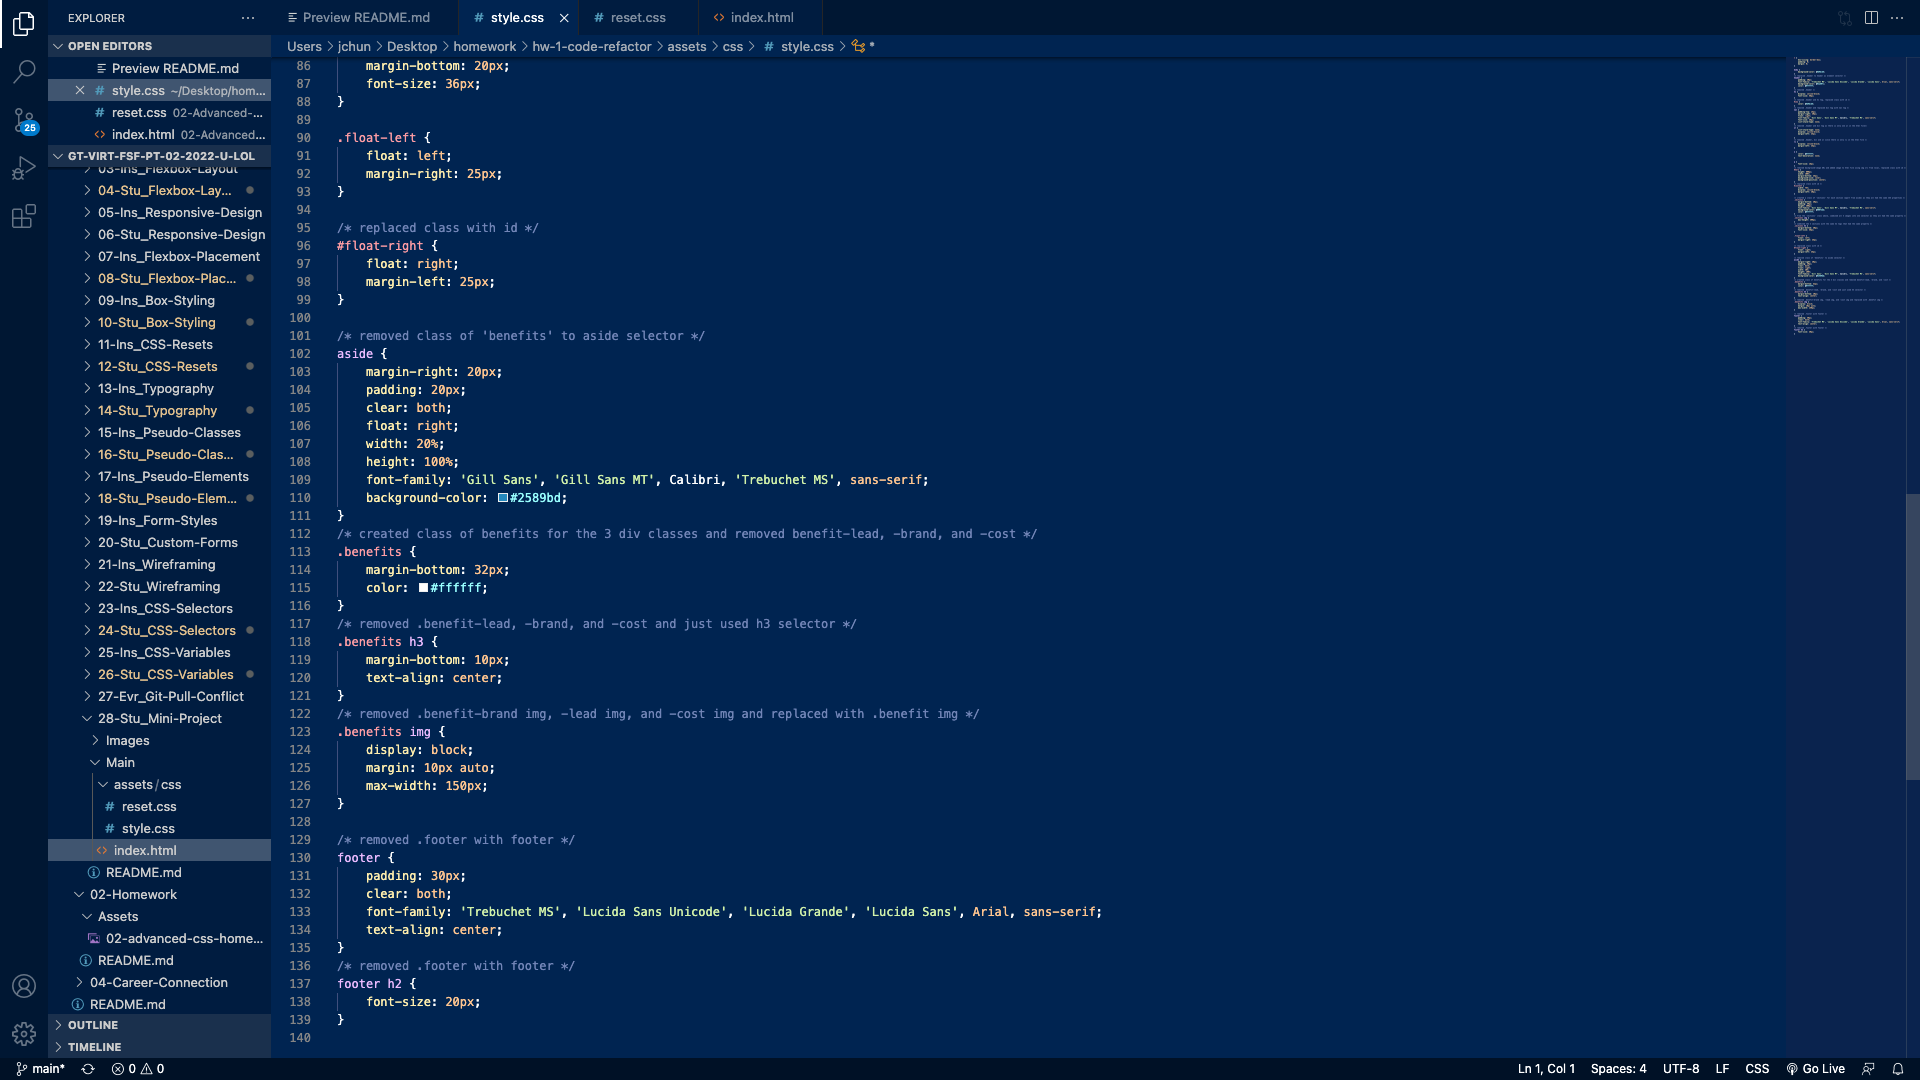 EXPLORER
Preview README.md
style.css
reset.css
index.html
OPEN EDITORS
Preview README.md
style.css ~/Desktop/hom...
reset.css 02-Advanced-...
index.html 02-Advanced...
GT-VIRT-FSF-PT-02-2022-U-LOL
03-Ins_Flexbox-Layout
04-Stu_Flexbox-Lay...
05-Ins_Responsive-Design
06-Stu_Responsive-Design
07-Ins_Flexbox-Placement
08-Stu_Flexbox-Plac...
09-Ins_Box-Styling
10-Stu_Box-Styling
11-Ins_CSS-Resets
12-Stu_CSS-Resets
13-Ins_Typography
14-Stu_Typography
15-Ins_Pseudo-Classes
16-Stu_Pseudo-Clas...
17-Ins_Pseudo-Elements
18-Stu_Pseudo-Elem...
19-Ins_Form-Styles
20-Stu_Custom-Forms
21-Ins_Wireframing
22-Stu_Wireframing
23-Ins_CSS-Selectors
24-Stu_CSS-Selectors
25-Ins_CSS-Variables
26-Stu_CSS-Variables
27-Evr_Git-Pull-Conflict
28-Stu_Mini-Project
Images
Main
assets/css
reset.css
style.css
index.html
README.md
02-Homework
Assets
02-advanced-css-home...
README.md
04-Career-Connection
README.md
OUTLINE
TIMELINE
25
Users > jchun > Desktop > homework > hw-1-code-refactor > assets > css > # style.css > *
86 margin-bottom: 20px;
87 font-size: 36px;
88 }
89
90 .float-left {
91 float: left;
92 margin-right: 25px;
93 }
94
95 /* replaced class with id */
96 #float-right {
97 float: right;
98 margin-left: 25px;
99 }
100
101 /* removed class of 'benefits' to aside selector */
102 aside {
103 margin-right: 20px;
104 padding: 20px;
105 clear: both;
106 float: right;
107 width: 20%;
108 height: 100%;
109 font-family: 'Gill Sans', 'Gill Sans MT', Calibri, 'Trebuchet MS', sans-serif;
110 background-color: #2589bd;
111 }
112 /* created class of benefits for the 3 div classes and removed benefit-lead, -brand, and -cost */
113 .benefits {
114 margin-bottom: 32px;
115 color: #ffffff;
116 }
117 /* removed .benefit-lead, -brand, and -cost and just used h3 selector */
118 .benefits h3 {
119 margin-bottom: 10px;
120 text-align: center;
121 }
122 /* removed .benefit-brand img, -lead img, and -cost img and replaced with .benefit img */
123 .benefits img {
124 display: block;
125 margin: 10px auto;
126 max-width: 150px;
127 }
128
129 /* removed .footer with footer */
130 footer {
131 padding: 30px;
132 clear: both;
133 font-family: 'Trebuchet MS', 'Lucida Sans Unicode', 'Lucida Grande', 'Lucida Sans', Arial, sans-serif;
134 text-align: center;
135 }
136 /* removed .footer with footer */
137 footer h2 {
138 font-size: 20px;
139 }
140
main* 0 0 Ln 1, Col 1 Spaces: 4 UTF-8 LF CSS Go Live